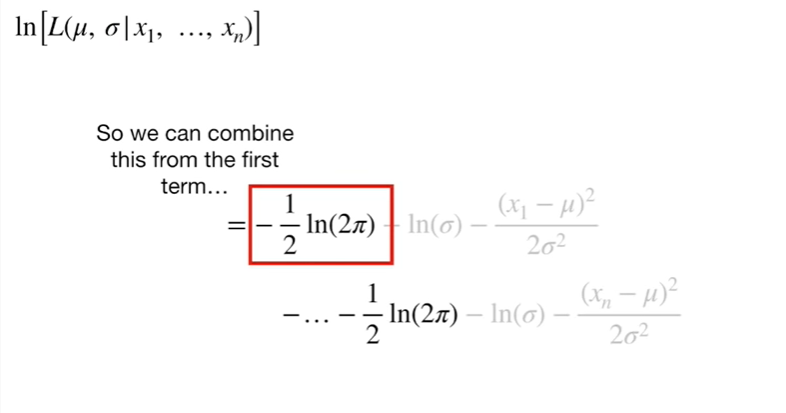 ln[L(μ, σ|x₁, ..., xₙ)]
So we can combine
this from the first
term...
= − 1/2 ln(2π) − ln(σ) − (x₁ − μ)²/2σ²
− ... − 1/2 ln(2π) − ln(σ) − (xₙ − μ)²/2σ²